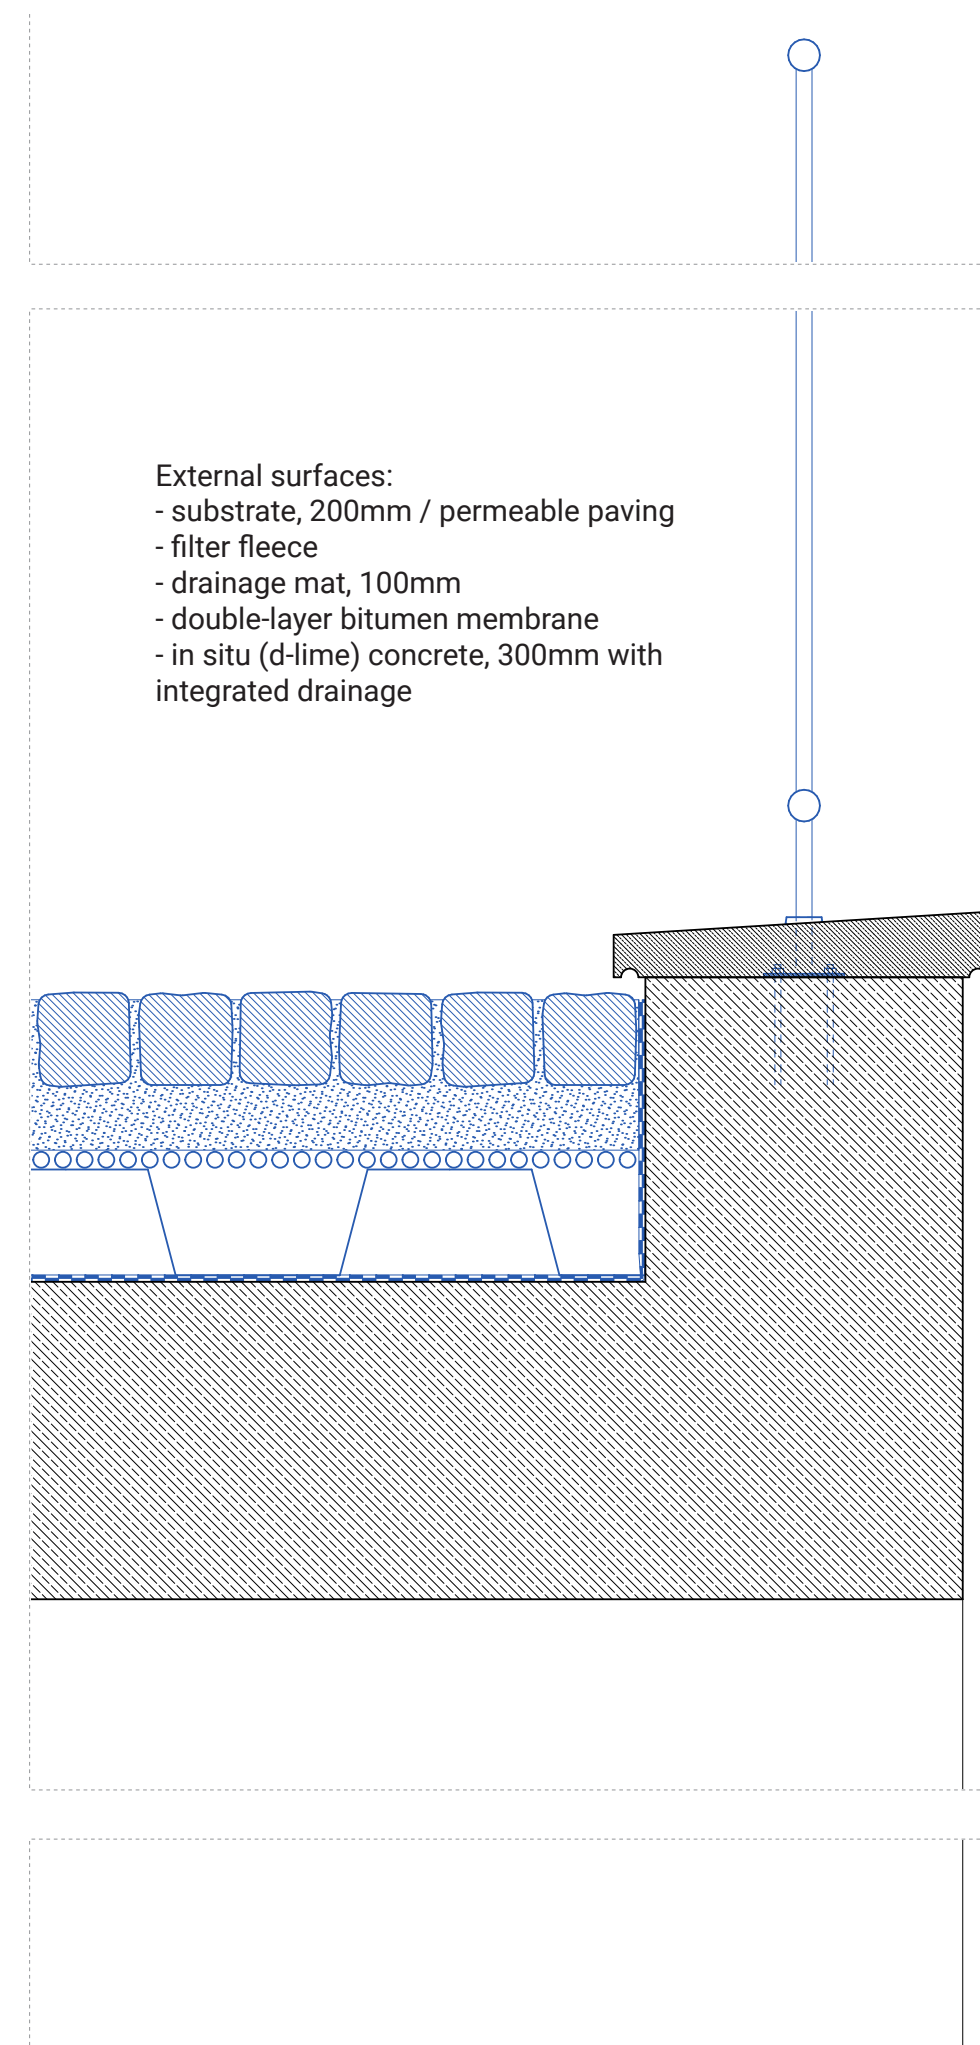 External surfaces:
- substrate, 200mm / permeable paving
- filter fleece
- drainage mat, 100mm
- double-layer bitumen membrane
- in situ (d-lime) concrete, 300mm with
integrated drainage